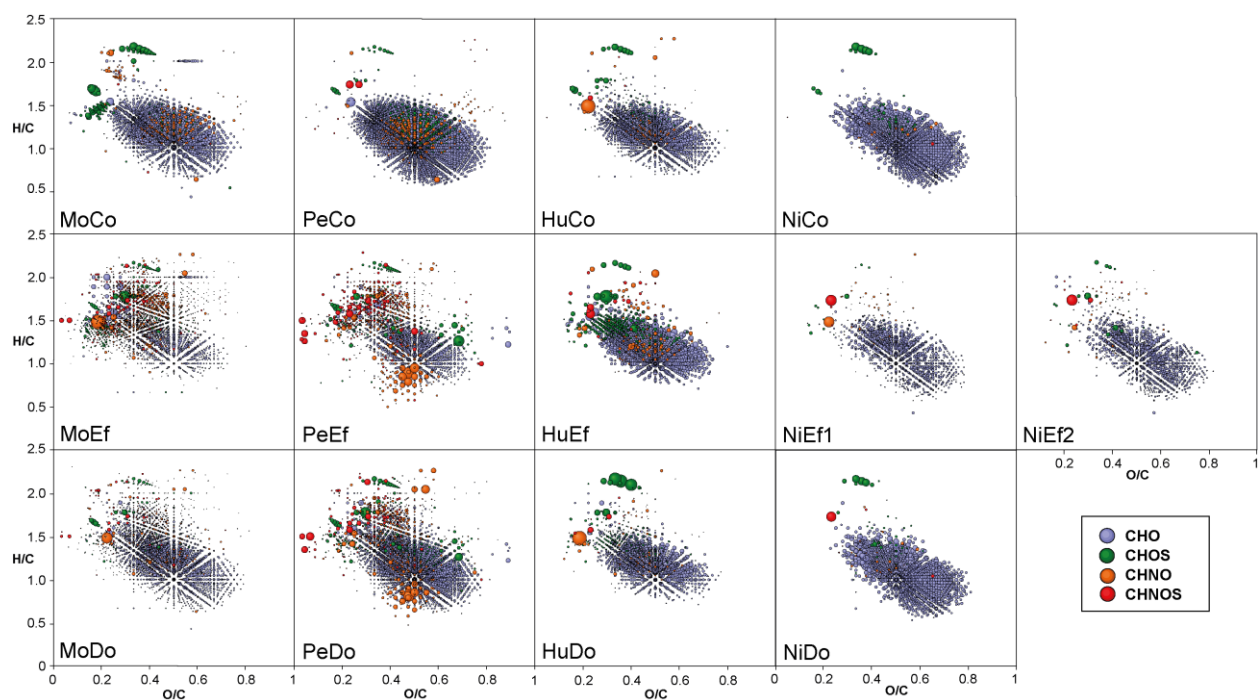 2.5
2.0
1.5
H/C
1.0
0.5
MoCo
PeCo
HuCo
NiCo
2.5
2.0
1.5
H/C
1.0
0.5
MoEf
PeEf
HuEf
NiEf1
NiEf2
0.2 0.4 0.6 0.8 1
O/C
2.5
2.0
1.5
H/C
1.0
0.5
0
MoDo
PeDo
HuDo
NiDo
0 0.2 0.4 0.6 0.8 1 0.2 0.4 0.6 0.8 1 0.2 0.4 0.6 0.8 1 0.2 0.4 0.6 0.8 1
O/C O/C O/C O/C
CHO
CHOS
CHNO
CHNOS